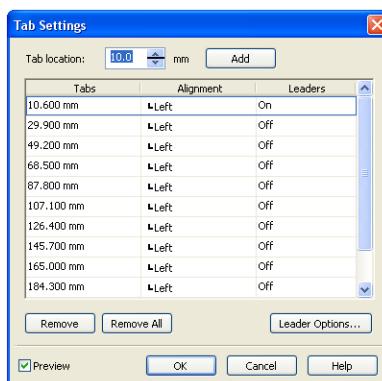 Tab Settings
Tab location: 10.0 mm Add
Tabs Alignment Leaders
10.600 mm Left On
29.900 mm Left Off
49.200 mm Left Off
68.500 mm Left Off
87.800 mm Left Off
107.100 mm Left Off
126.400 mm Left Off
145.700 mm Left Off
165.000 mm Left Off
184.300 mm Left Off
Remove Remove All Leader Options...
Preview OK Cancel Help